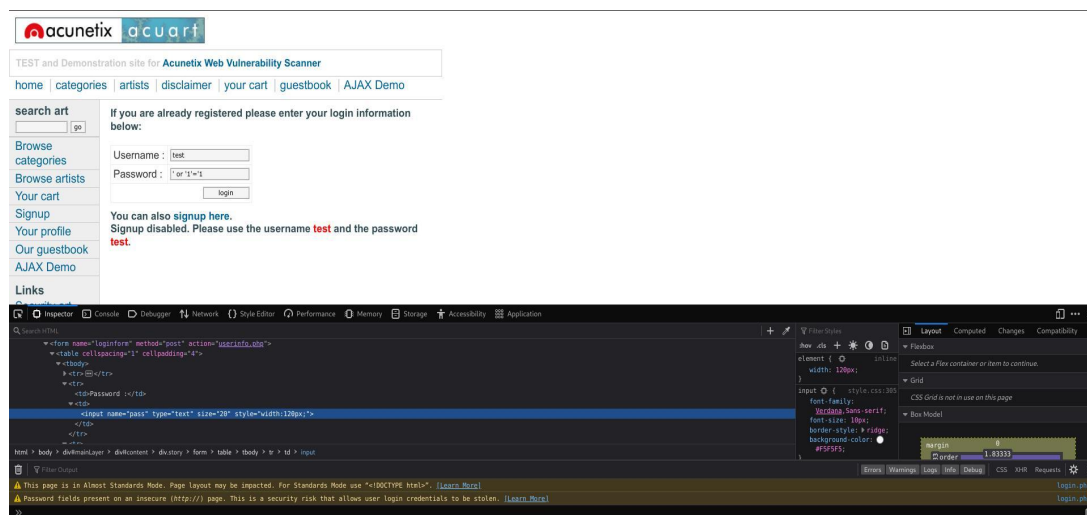 acunetix acuart
TEST and Demonstration site for Acunetix Web Vulnerability Scanner
home | categories | artists | disclaimer | your cart | guestbook | AJAX Demo
search art
go
Browse
categories
Browse artists
Your cart
Signup
Your profile
Our guestbook
AJAX Demo
Links
Security art
If you are already registered please enter your login information
below:
Username : test
Password : ' or '1'='1
login
You can also signup here.
Signup disabled. Please use the username test and the password
test.
Inspector Console Debugger Network {} Style Editor Performance Memory Storage Accessibility Application
Search HTML
<form name="loginform" method="post" action="userinfo.php">
<table cellspacing="1" cellpadding="4">
<tbody>
<tr></tr>
<tr>
<td>Password :</td>
<td>
<input name="pass" type="text" size="20" style="width:120px;">
</td>
</tr>
html > body > div#mainLayer > div#content > div.story > form > table > tbody > tr > td > input
Filter Styles
:hov .cls +
element { inline
width: 120px;
}
input { style.css:305
font-family:
Verdana,Sans-serif;
font-size: 10px;
border-style: ridge;
background-color:
#F5F5F5;
}
Layout Computed Changes Compatibility
Flexbox
Select a Flex container or item to continue.
Grid
CSS Grid is not in use on this page
Box Model
margin 0
border 1.83333
Filter Output
Errors Warnings Logs Info Debug CSS XHR Requests
This page is in Almost Standards Mode. Page layout may be impacted. For Standards Mode use "<!DOCTYPE html>". [Learn More] login.ph
Password fields present on an insecure (http://) page. This is a security risk that allows user login credentials to be stolen. [Learn More] login.ph
»